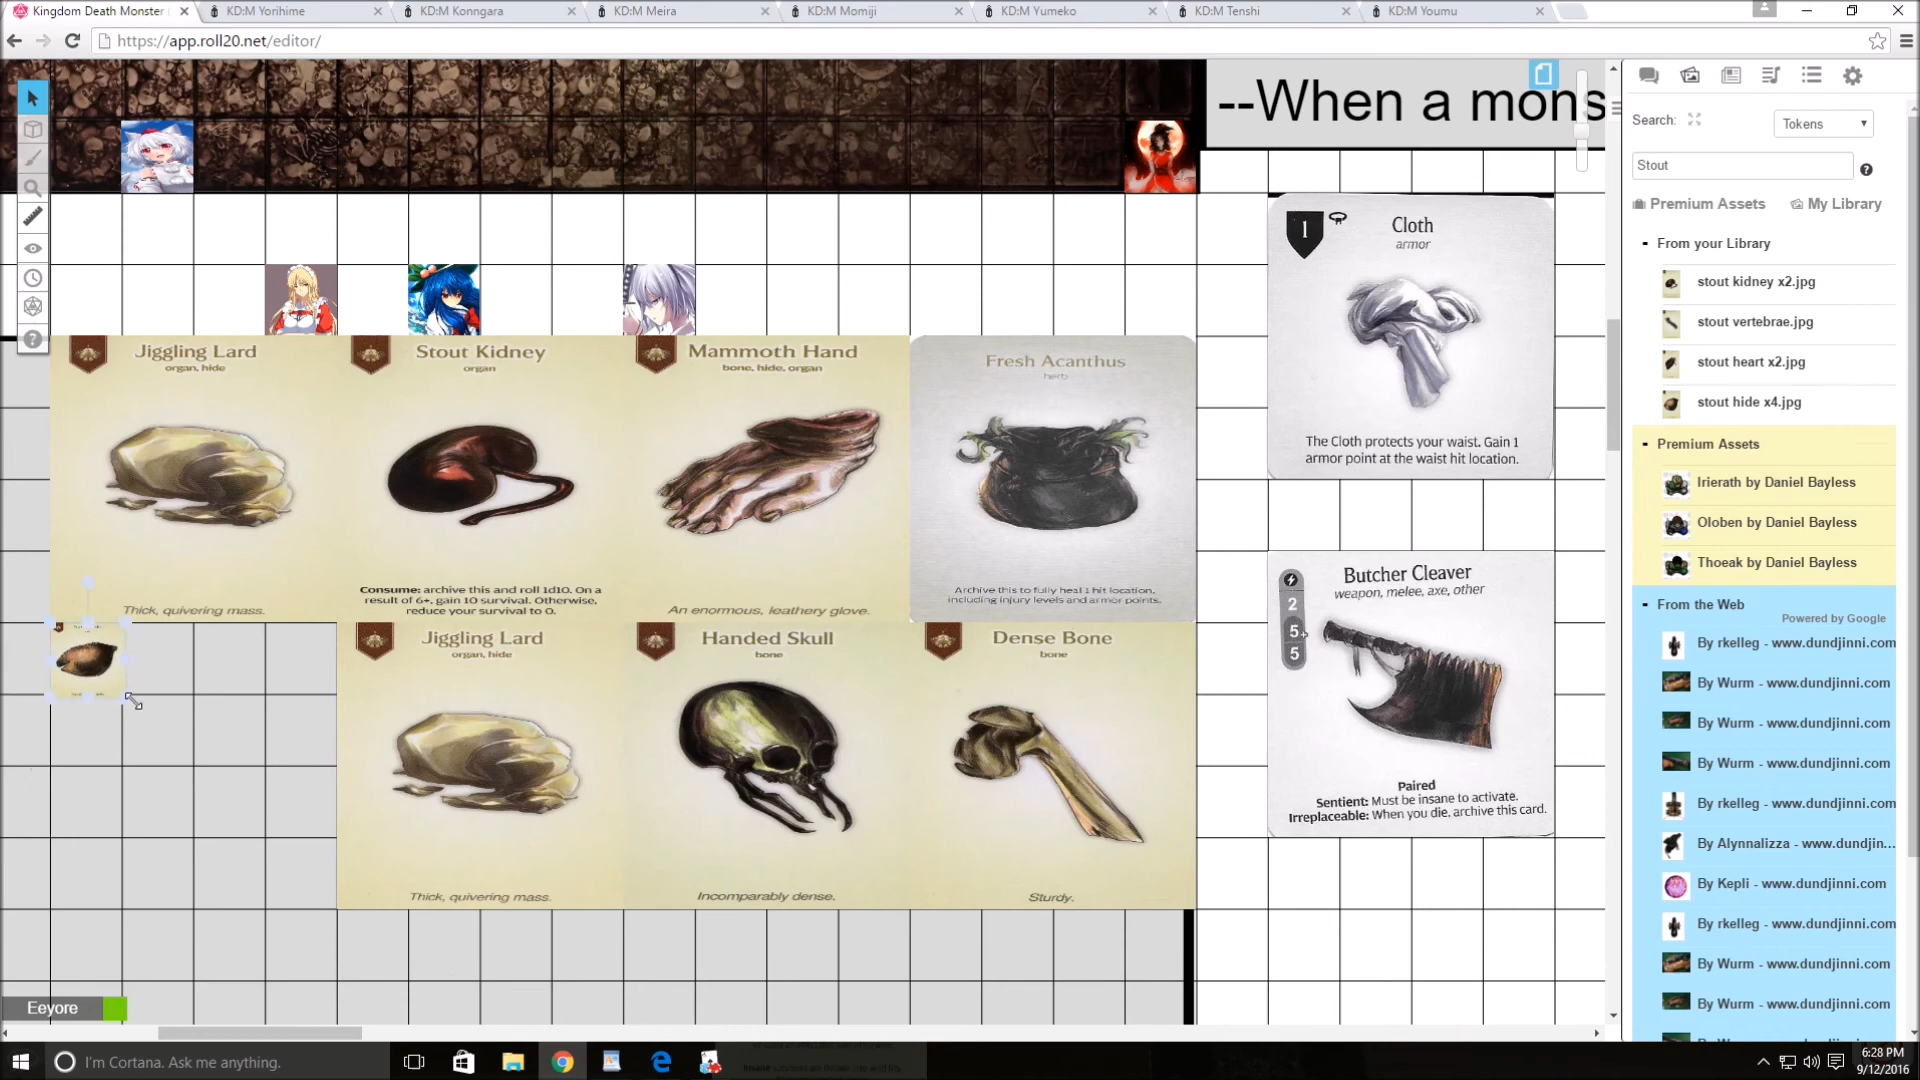 Kingdom Death Monster
KD:M Yorihime
KD:M Konngara
KD:M Meira
KD:M Momiji
KD:M Yumeko
KD:M Tenshi
KD:M Youmu
https://app.roll20.net/editor/
--When a mons
Search:
Tokens
Stout
Premium Assets
My Library
From your Library
stout kidney x2.jpg
stout vertebrae.jpg
stout heart x2.jpg
stout hide x4.jpg
Premium Assets
Irierath by Daniel Bayless
Oloben by Daniel Bayless
Thoeak by Daniel Bayless
From the Web
Powered by Google
By rkelleg - www.dundjinni.com
By Wurm - www.dundjinni.com
By Wurm - www.dundjinni.com
By Wurm - www.dundjinni.com
By rkelleg - www.dundjinni.com
By Alynnalizza - www.dundjin...
By Kepli - www.dundjinni.com
By rkelleg - www.dundjinni.com
By Wurm - www.dundjinni.com
By Wurm - www.dundjinni.com
1
Cloth
armor
The Cloth protects your waist. Gain 1
armor point at the waist hit location.
Jiggling Lard
organ, hide
Thick, quivering mass.
Stout Kidney
organ
Consume: archive this and roll 1d10. On a
result of 6+, gain 10 survival. Otherwise,
reduce your survival to 0.
Mammoth Hand
bone, hide, organ
An enormous, leathery glove.
Fresh Acanthus
herb
Archive this to fully heal 1 hit location,
including injury levels and armor points.
Butcher Cleaver
weapon, melee, axe, other
2
5+
5
Paired
Sentient: Must be insane to activate.
Irreplaceable: When you die, archive this card.
Jiggling Lard
organ, hide
Thick, quivering mass.
Handed Skull
bone
Incomparably dense.
Dense Bone
bone
Sturdy.
Eeyore
I'm Cortana. Ask me anything.
6:28 PM
9/12/2016